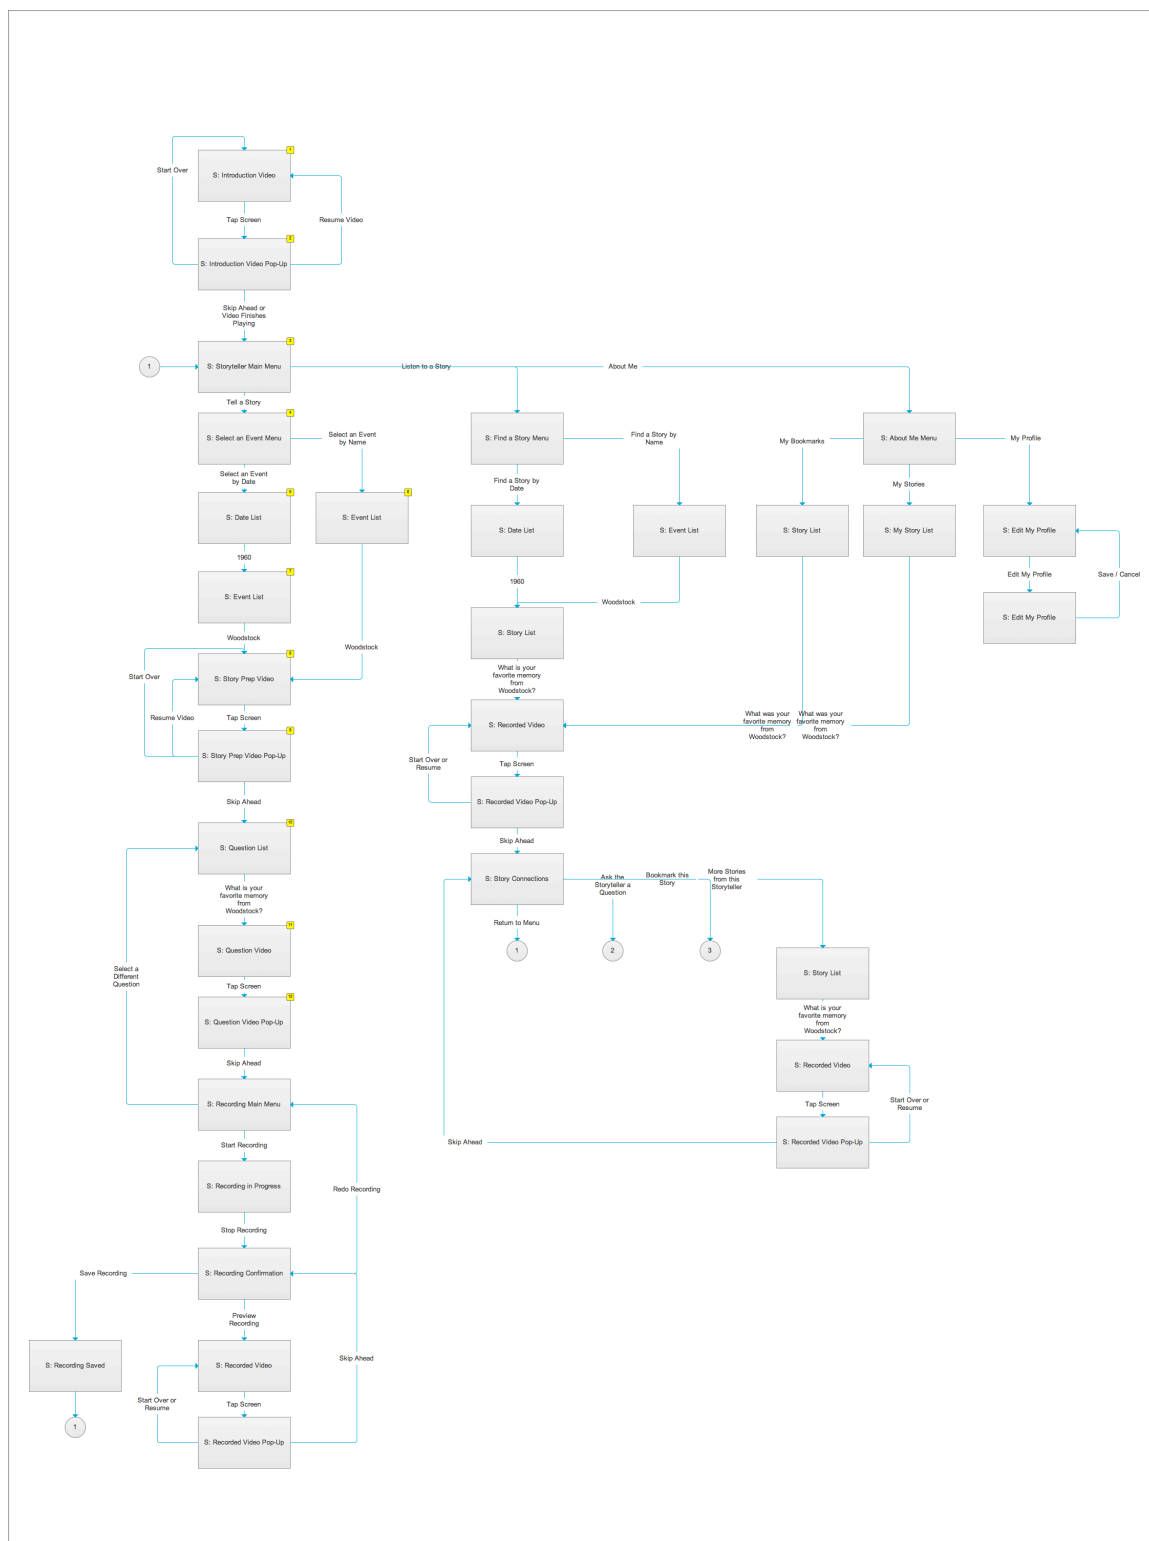 1
Start Over
S: Introduction Video
Tap Screen
Resume Video
2
S: Introduction Video Pop-Up
Skip Ahead or
Video Finishes
Playing
3
1
S: Storyteller Main Menu
Listen to a Story
About Me
Tell a Story
4
S: Select an Event Menu
Select an Event
by Name
S: Find a Story Menu
Find a Story by
Name
My Bookmarks
S: About Me Menu
My Profile
Select an Event
by Date
Find a Story by
Date
My Stories
S: Date List
S: Event List
S: Date List
S: Event List
S: Story List
S: My Story List
S: Edit My Profile
1960
1960
Edit My Profile
Save / Cancel
7
S: Event List
Woodstock
S: Edit My Profile
S: Story List
Woodstock
Woodstock
Start Over
S: Story Prep Video
What is your
favorite memory
from
Woodstock?
Resume Video
Tap Screen
S: Recorded Video
What was your
favorite memory
from
Woodstock?
What was your
favorite memory
from
Woodstock?
S: Story Prep Video Pop-Up
Start Over or
Resume
Tap Screen
Skip Ahead
S: Recorded Video Pop-Up
10
S: Question List
Skip Ahead
What is your
favorite memory
from
Woodstock?
S: Story Connections
Ask the
Storyteller a
Question
Bookmark this
Story
More Stories
from this
Storyteller
Return to Menu
11
S: Question Video
1
2
3
S: Story List
Select a
Different
Question
Tap Screen
12
S: Question Video Pop-Up
What is your
favorite memory
from
Woodstock?
Skip Ahead
S: Recorded Video
S: Recording Main Menu
Tap Screen
Start Over or
Resume
Start Recording
Skip Ahead
S: Recorded Video Pop-Up
S: Recording in Progress
Redo Recording
Stop Recording
Save Recording
S: Recording Confirmation
Preview
Recording
S: Recording Saved
S: Recorded Video
Skip Ahead
Start Over or
Resume
Tap Screen
1
S: Recorded Video Pop-Up